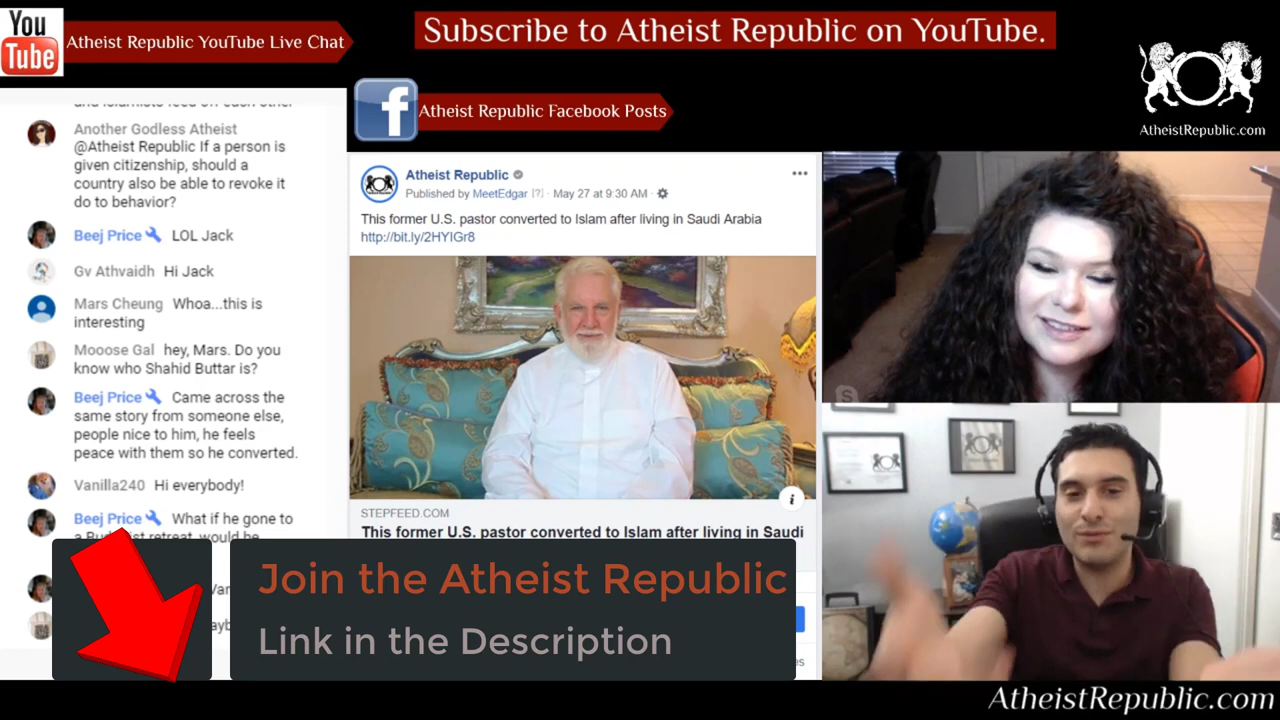 You
Tube
Atheist Republic YouTube Live Chat
Subscribe to Atheist Republic on YouTube.
AtheistRepublic.com
Atheist Republic Facebook Posts
Another Godless Atheist
@Atheist Republic If a person is
given citizenship, should a
country also be able to revoke it
do to behavior?
Beej Price LOL Jack
Gv Athvaidh Hi Jack
Mars Cheung Whoa...this is
interesting
Mooose Gal hey, Mars. Do you
know who Shahid Buttar is?
Beej Price Came across the
same story from someone else,
people nice to him, he feels
peace with them so he converted.
Vanilla240 Hi everybody!
Beej Price What if he gone to
retreat, would he
Atheist Republic
Published by MeetEdgar [?] · May 27 at 9:30 AM ·
This former U.S. pastor converted to Islam after living in Saudi Arabia
http://bit.ly/2HYIGr8
STEPFEED.COM
This former U.S. pastor converted to Islam after living in Saudi
Join the Atheist Republic
Link in the Description
AtheistRepublic.com